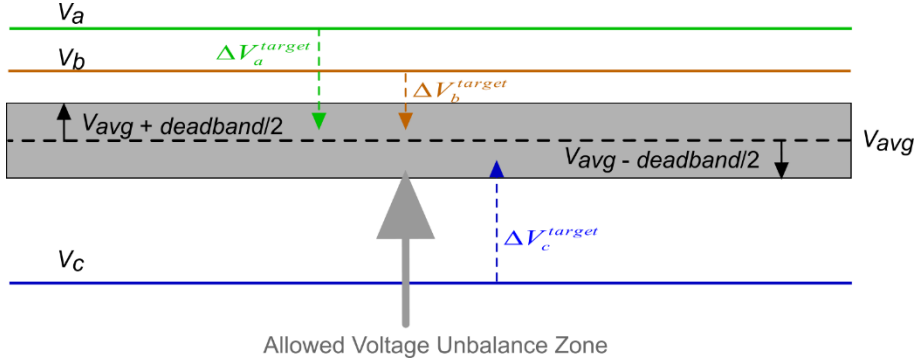 Va
ΔVa^target
Vb
ΔVb^target
Vavg + deadband/2
Vavg
Vavg - deadband/2
ΔVc^target
Vc
Allowed Voltage Unbalance Zone